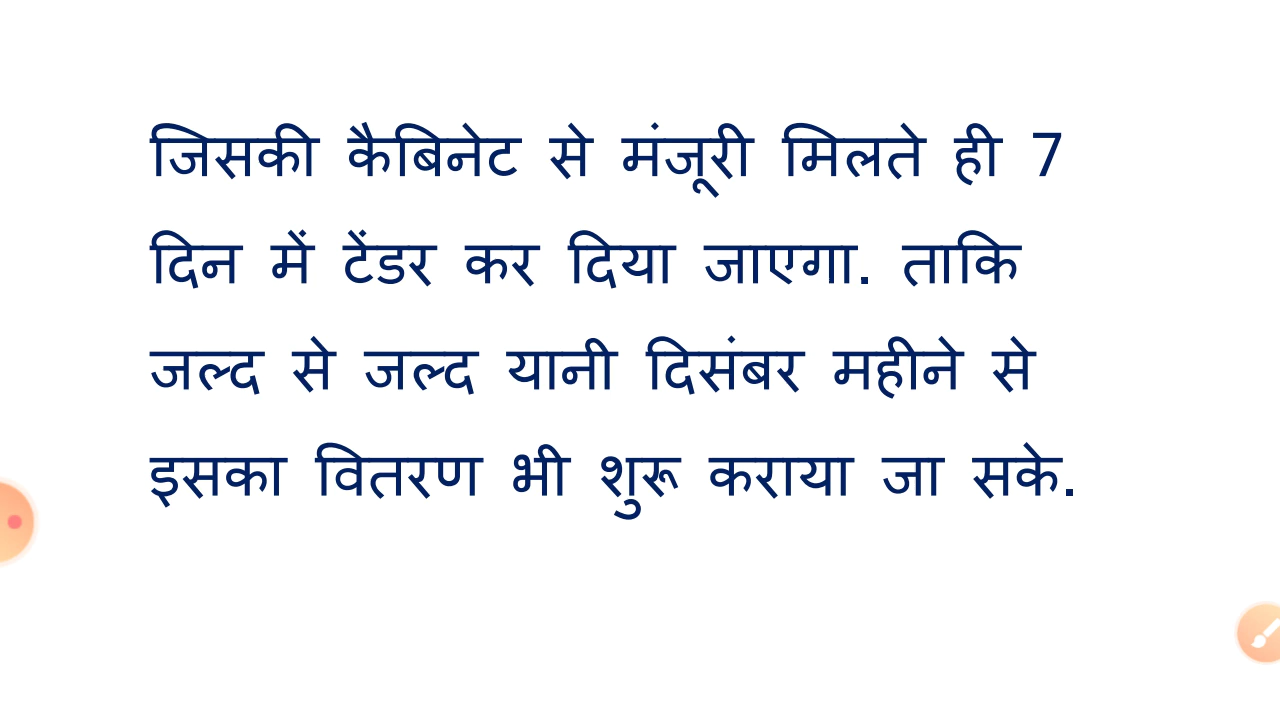 जिसकी कैबिनेट से मंजूरी मिलते ही 7
दिन में टेंडर कर दिया जाएगा. ताकि
जल्द से जल्द यानी दिसंबर महीने से
इसका वितरण भी शुरू कराया जा सके.